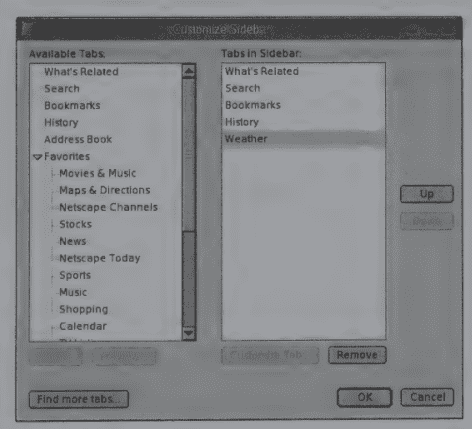 Customize Sidebar
Available Tabs:
What's Related
Search
Bookmarks
History
Address Book
Favorites
Movies & Music
Maps & Directions
Netscape Channels
Stocks
News
Netscape Today
Sports
Music
Shopping
Calendar
Tabs in Sidebar:
What's Related
Search
Bookmarks
History
Weather
Up
Down
Customize Tab...
Remove
Find more tabs...
OK
Cancel